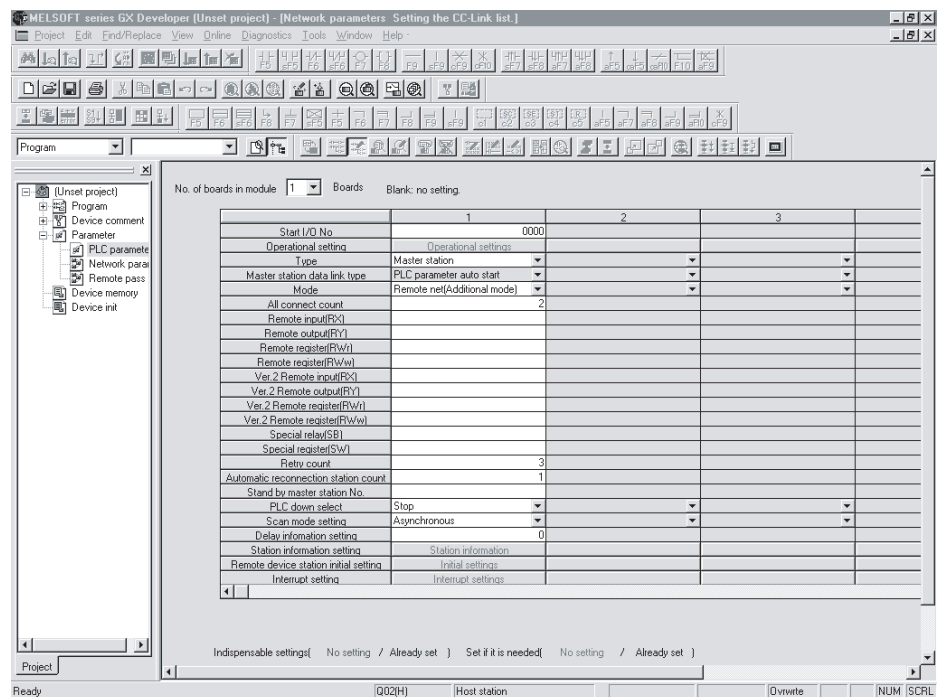 MELSOFT series GX Developer (Unset project) - [Network parameters Setting the CC-Link list.]
Project Edit Find/Replace View Online Diagnostics Tools Window Help
Program
No. of boards in module 1 Boards Blank: no setting.
(Unset project)
Program
Device comment
Parameter
PLC paramete
Network para
Remote pass
Device memory
Device init
Project
1 2 3
Start I/O No 0000
Operational setting Operational settings
Type Master station
Master station data link type PLC parameter auto start
Mode Remote net(Additional mode)
All connect count 2
Remote input(RX)
Remote output(RY)
Remote register(RWr)
Remote register(RWw)
Ver.2 Remote input(RX)
Ver.2 Remote output(RY)
Ver.2 Remote register(RWr)
Ver.2 Remote register(RWw)
Special relay(SB)
Special register(SW)
Retry count 3
Automatic reconnection station count 1
Stand by master station No.
PLC down select Stop
Scan mode setting Asynchronous
Delay infomation setting 0
Station information setting Station information
Remote device station initial setting Initial settings
Interrupt setting Interrupt settings
Indispensable settings( No setting / Already set ) Set if it is needed( No setting / Already set )
Ready Q02(H) Host station Ovrwrte NUM SCRL